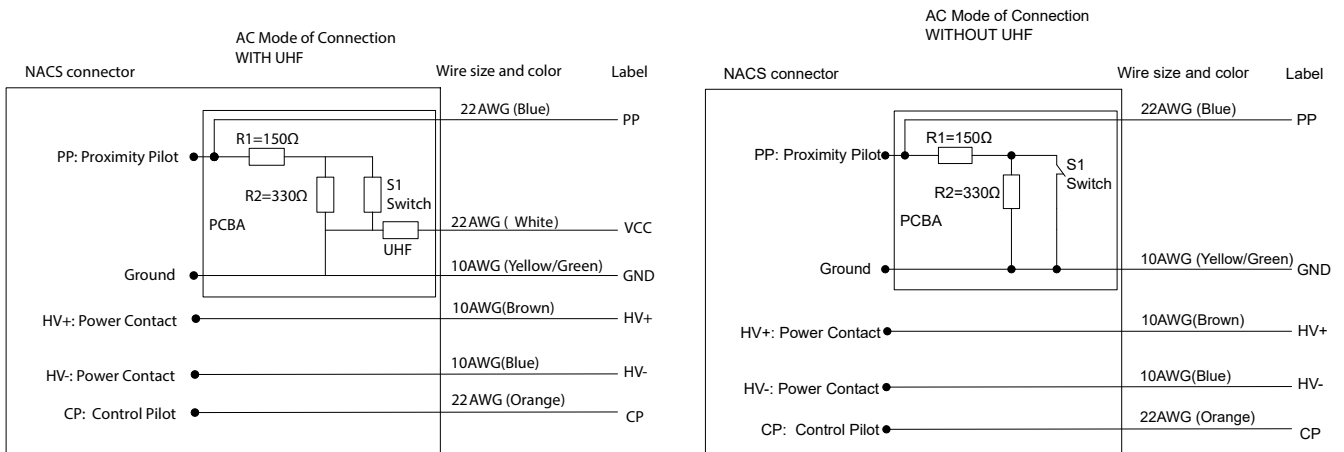 AC Mode of Connection
WITH UHF
NACS connector
Wire size and color
Label
22AWG (Blue)
PP
R1=150Ω
PP: Proximity Pilot
S1
Switch
R2=330Ω
PCBA
22AWG ( White)
VCC
UHF
10AWG (Yellow/Green)
Ground
GND
10AWG(Brown)
HV+: Power Contact
HV+
10AWG(Blue)
HV-: Power Contact
HV-
22AWG (Orange)
CP: Control Pilot
CP
AC Mode of Connection
WITHOUT UHF
NACS connector
Wire size and color
Label
22AWG (Blue)
PP
R1=150Ω
PP: Proximity Pilot
S1
Switch
R2=330Ω
PCBA
10AWG (Yellow/Green)
Ground
GND
10AWG(Brown)
HV+: Power Contact
HV+
10AWG(Blue)
HV-: Power Contact
HV-
22AWG (Orange)
CP: Control Pilot
CP